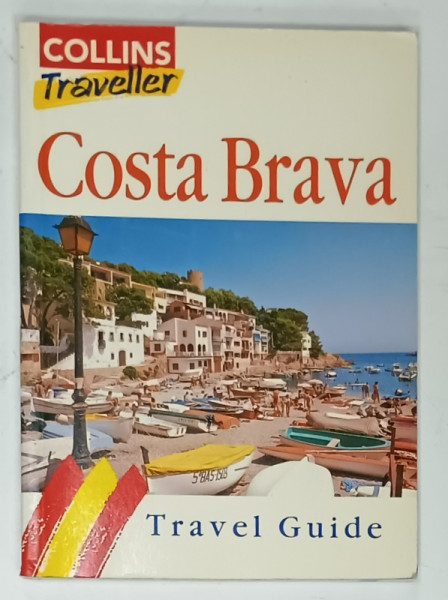 COLLINS
Traveller
Costa Brava
Travel Guide